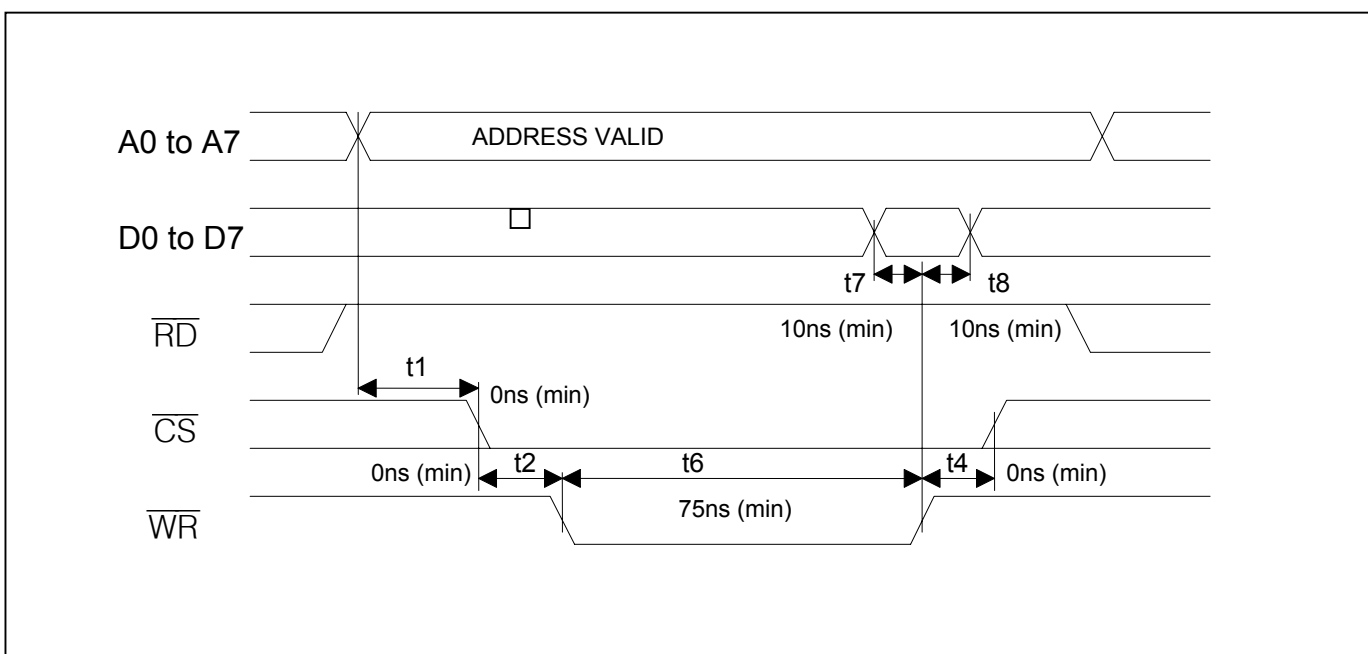 A0 to A7
ADDRESS VALID
D0 to D7
t7
t8
RD
10ns (min)
10ns (min)
t1
0ns (min)
CS
0ns (min)
t2
t6
t4
0ns (min)
75ns (min)
WR